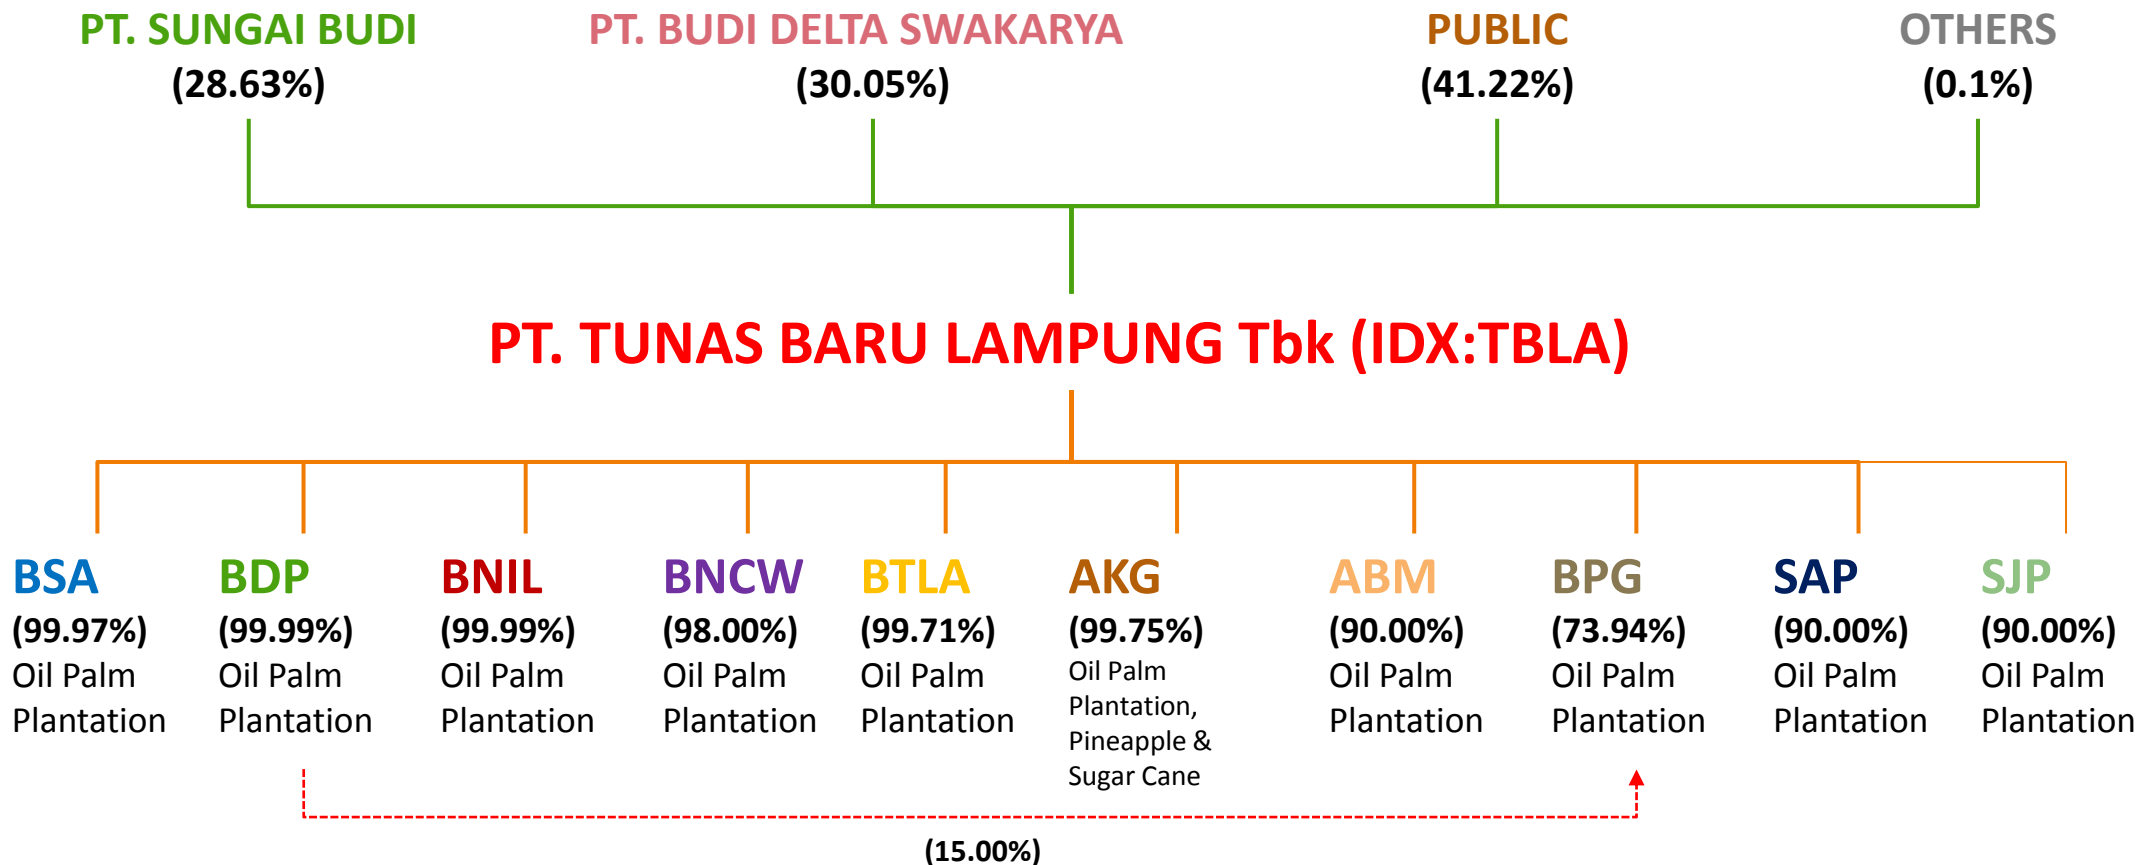 PT. SUNGAI BUDI
(28.63%)
PT. BUDI DELTA SWAKARYA
(30.05%)
PUBLIC
(41.22%)
OTHERS
(0.1%)
PT. TUNAS BARU LAMPUNG Tbk (IDX:TBLA)
BSA
(99.97%)
Oil Palm
Plantation
BDP
(99.99%)
Oil Palm
Plantation
BNIL
(99.99%)
Oil Palm
Plantation
BNCW
(98.00%)
Oil Palm
Plantation
BTLA
(99.71%)
Oil Palm
Plantation
AKG
(99.75%)
Oil Palm
Plantation,
Pineapple &
Sugar Cane
ABM
(90.00%)
Oil Palm
Plantation
BPG
(73.94%)
Oil Palm
Plantation
SAP
(90.00%)
Oil Palm
Plantation
SJP
(90.00%)
Oil Palm
Plantation
(15.00%)